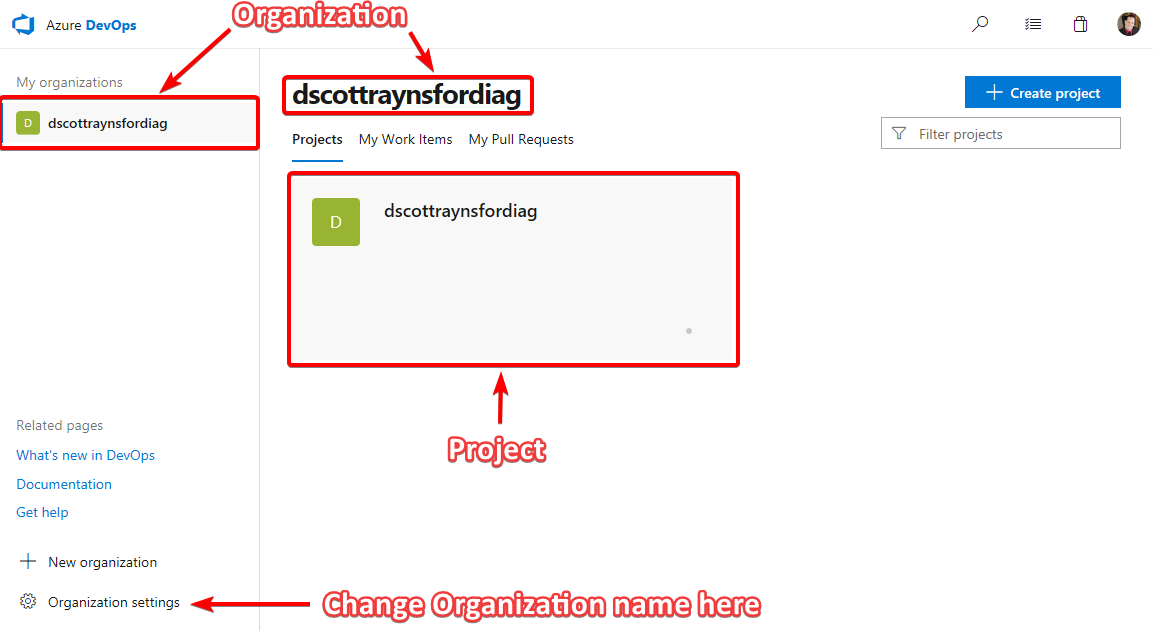 Azure DevOps
Organization
My organizations
D dscottraynsfordiag
dscottraynsfordiag
Create project
Projects My Work Items My Pull Requests
Filter projects
D dscottraynsfordiag
Project
Related pages
What's new in DevOps
Documentation
Get help
New organization
Organization settings
Change Organization name here